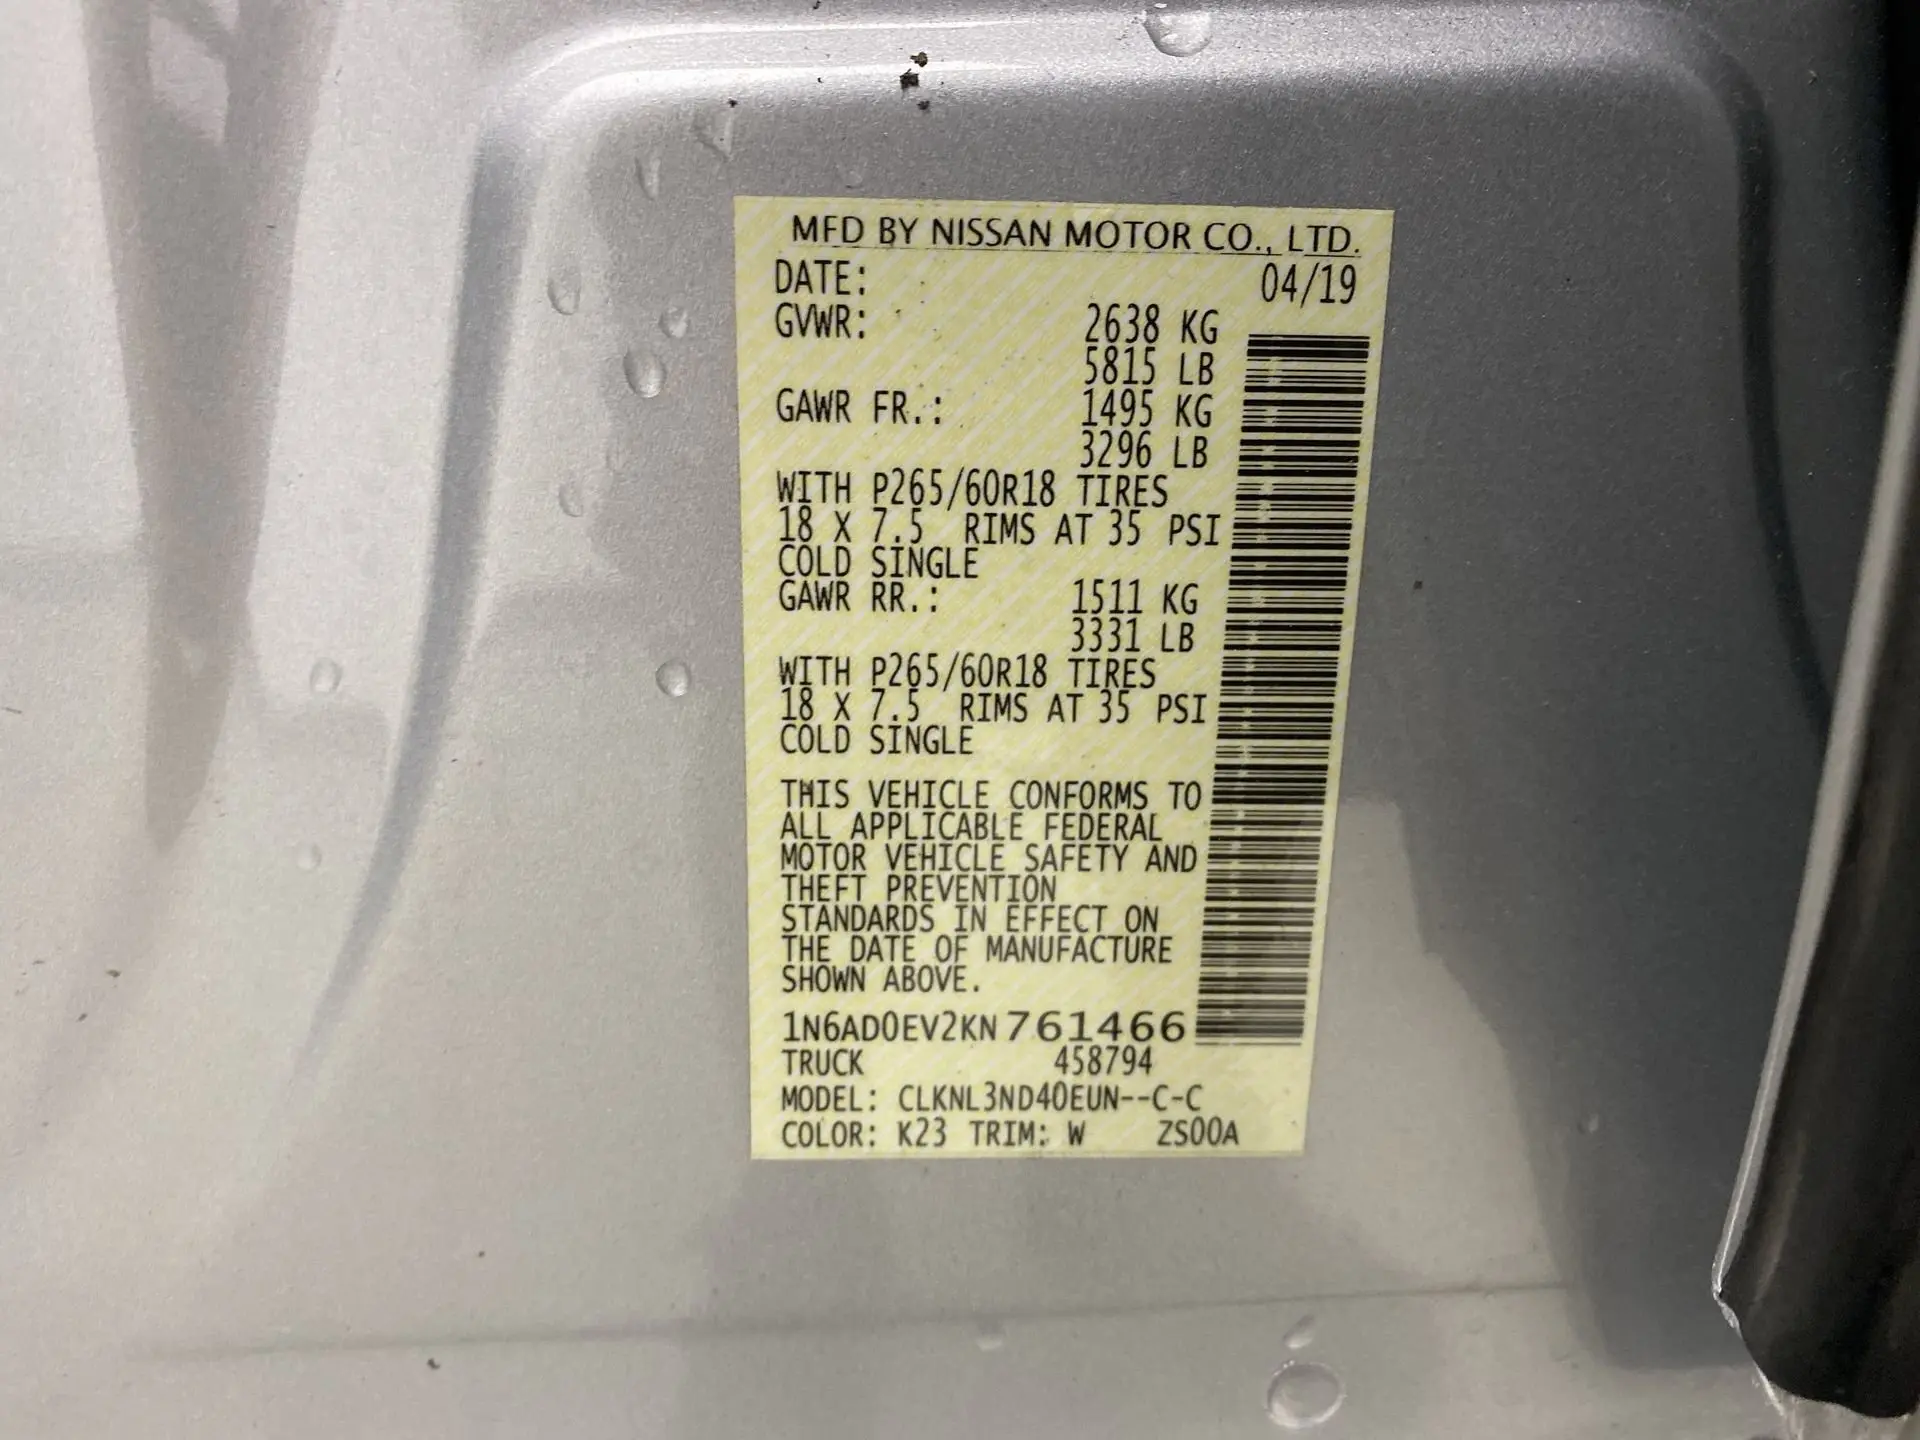 MFD BY NISSAN MOTOR CO., LTD.
DATE: 04/19
GVWR: 2638 KG
5815 LB
GAWR FR.: 1495 KG
3296 LB
WITH P265/60R18 TIRES
18 X 7.5 RIMS AT 35 PSI
COLD SINGLE
GAWR RR.: 1511 KG
3331 LB
WITH P265/60R18 TIRES
18 X 7.5 RIMS AT 35 PSI
COLD SINGLE
THIS VEHICLE CONFORMS TO
ALL APPLICABLE FEDERAL
MOTOR VEHICLE SAFETY AND
THEFT PREVENTION
STANDARDS IN EFFECT ON
THE DATE OF MANUFACTURE
SHOWN ABOVE.
1N6AD0EV2KN761466
TRUCK 458794
MODEL: CLKNL3ND40EUN--C-C
COLOR: K23 TRIM: W ZS00A